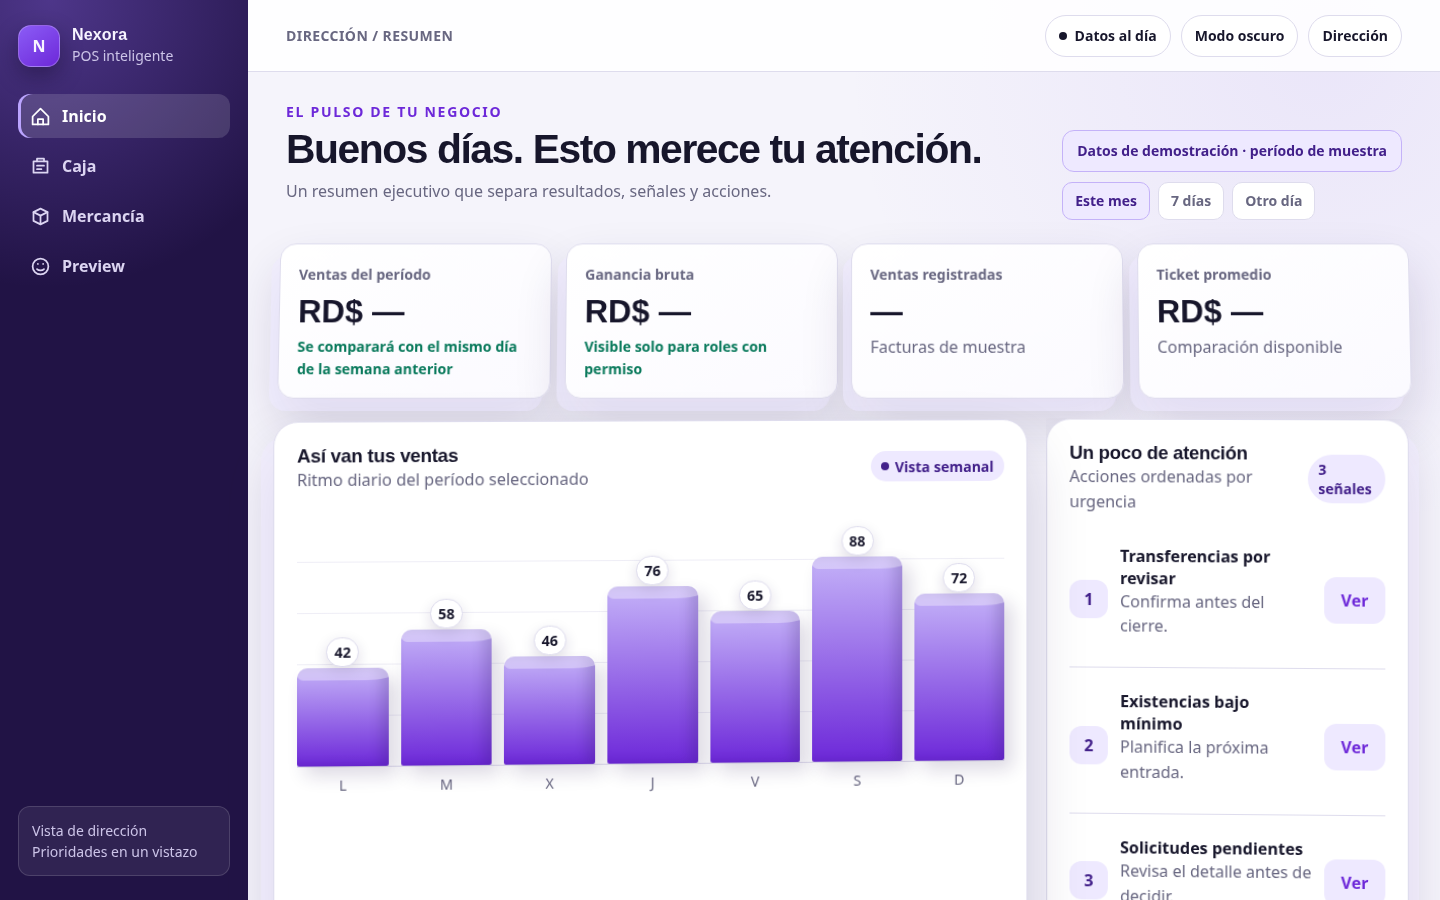 N
Nexora
POS inteligente
Inicio
Caja
Mercancía
Preview
Vista de dirección
Prioridades en un vistazo
DIRECCIÓN / RESUMEN
Datos al día
Modo oscuro
Dirección
EL PULSO DE TU NEGOCIO
Buenos días. Esto merece tu atención.
Un resumen ejecutivo que separa resultados, señales y acciones.
Datos de demostración · período de muestra
Este mes
7 días
Otro día
Ventas del período
RD$ —
Se comparará con el mismo día
de la semana anterior
Ganancia bruta
RD$ —
Visible solo para roles con
permiso
Ventas registradas
—
Facturas de muestra
Ticket promedio
RD$ —
Comparación disponible
Así van tus ventas
Ritmo diario del período seleccionado
Vista semanal
42
58
46
76
65
88
72
L
M
X
J
V
S
D
Un poco de atención
Acciones ordenadas por
urgencia
3
señales
1
Transferencias por
revisar
Confirma antes del
cierre.
Ver
2
Existencias bajo
mínimo
Planifica la próxima
entrada.
Ver
3
Solicitudes pendientes
Revisa el detalle antes de
decidir.
Ver